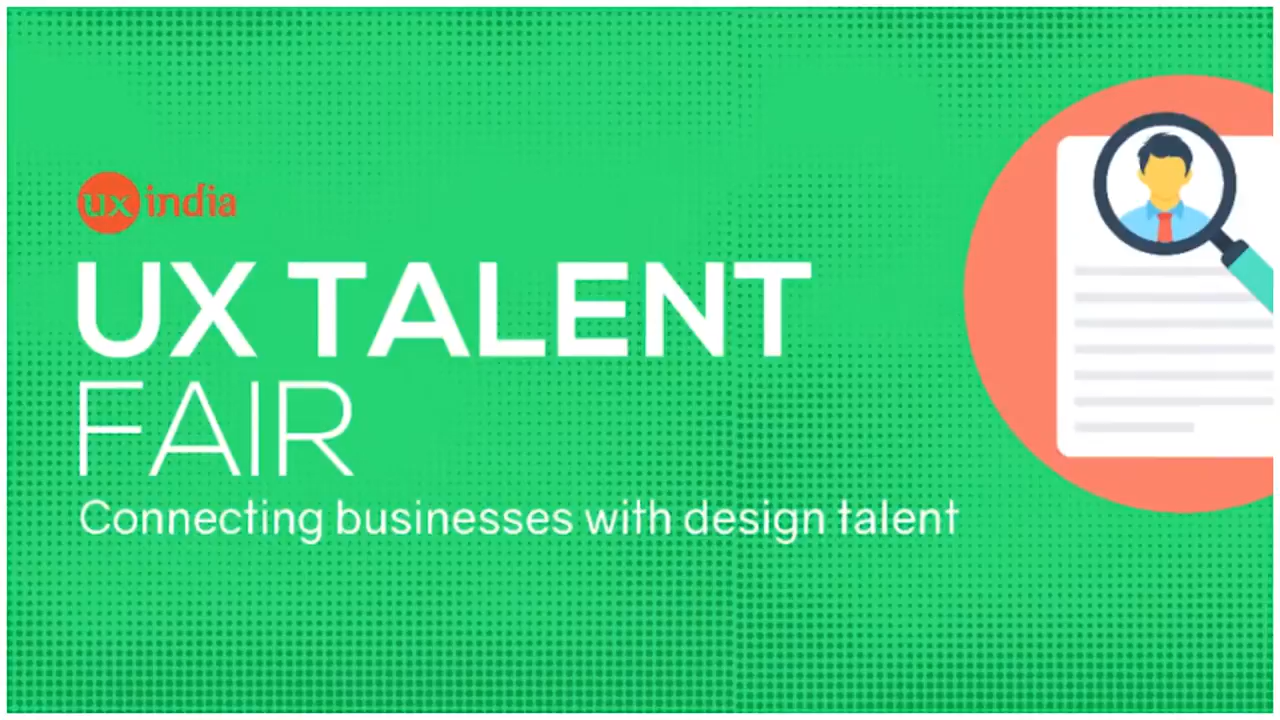 ux india
UX TALENT
FAIR
Connecting businesses with design talent